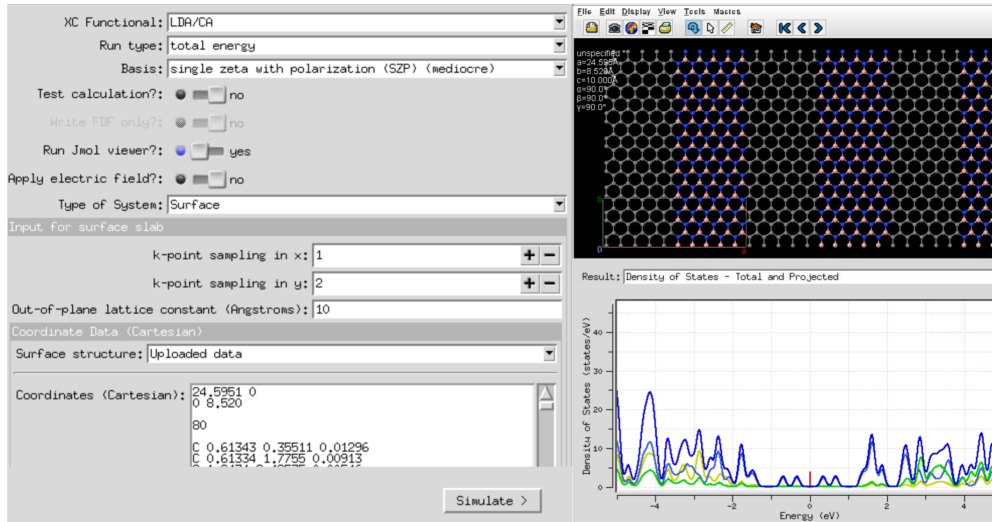 XC Functional: LDA/CA
Run type: total energy
Basis: single zeta with polarization (SZP) (mediocre)
Test calculation?: no
Write FDF only?: no
Run Jmol viewer?: yes
Apply electric field?: no
Type of System: Surface
Input for surface slab
k-point sampling in x: 1
k-point sampling in y: 2
Out-of-plane lattice constant (Angstroms): 10
Coordinate Data (Cartesian)
Surface structure: Uploaded data
Coordinates (Cartesian): 24.5951 0
0 8.520
80
C 0.61343 0.35511 0.01296
C 0.61334 1.7755 0.00913
Simulate >
File Edit Display View Tools Macros
unspecified
a=24.595Å
b=8.520Å
c=10.000Å
α=90.0°
β=90.0°
γ=90.0°
Result: Density of States - Total and Projected
Density of States (states/eV)
40
30
20
10
0
-4 -2 0 2 4
Energy (eV)